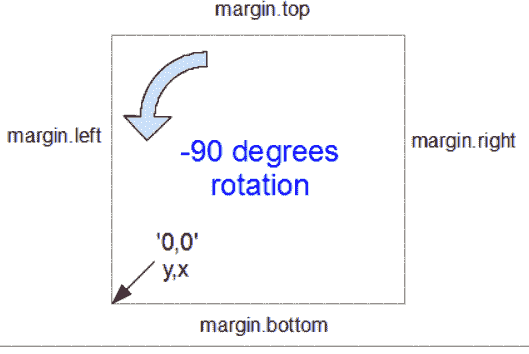 margin.top
margin.left
-90 degrees
rotation
margin.right
'0,0'
y,x
margin.bottom